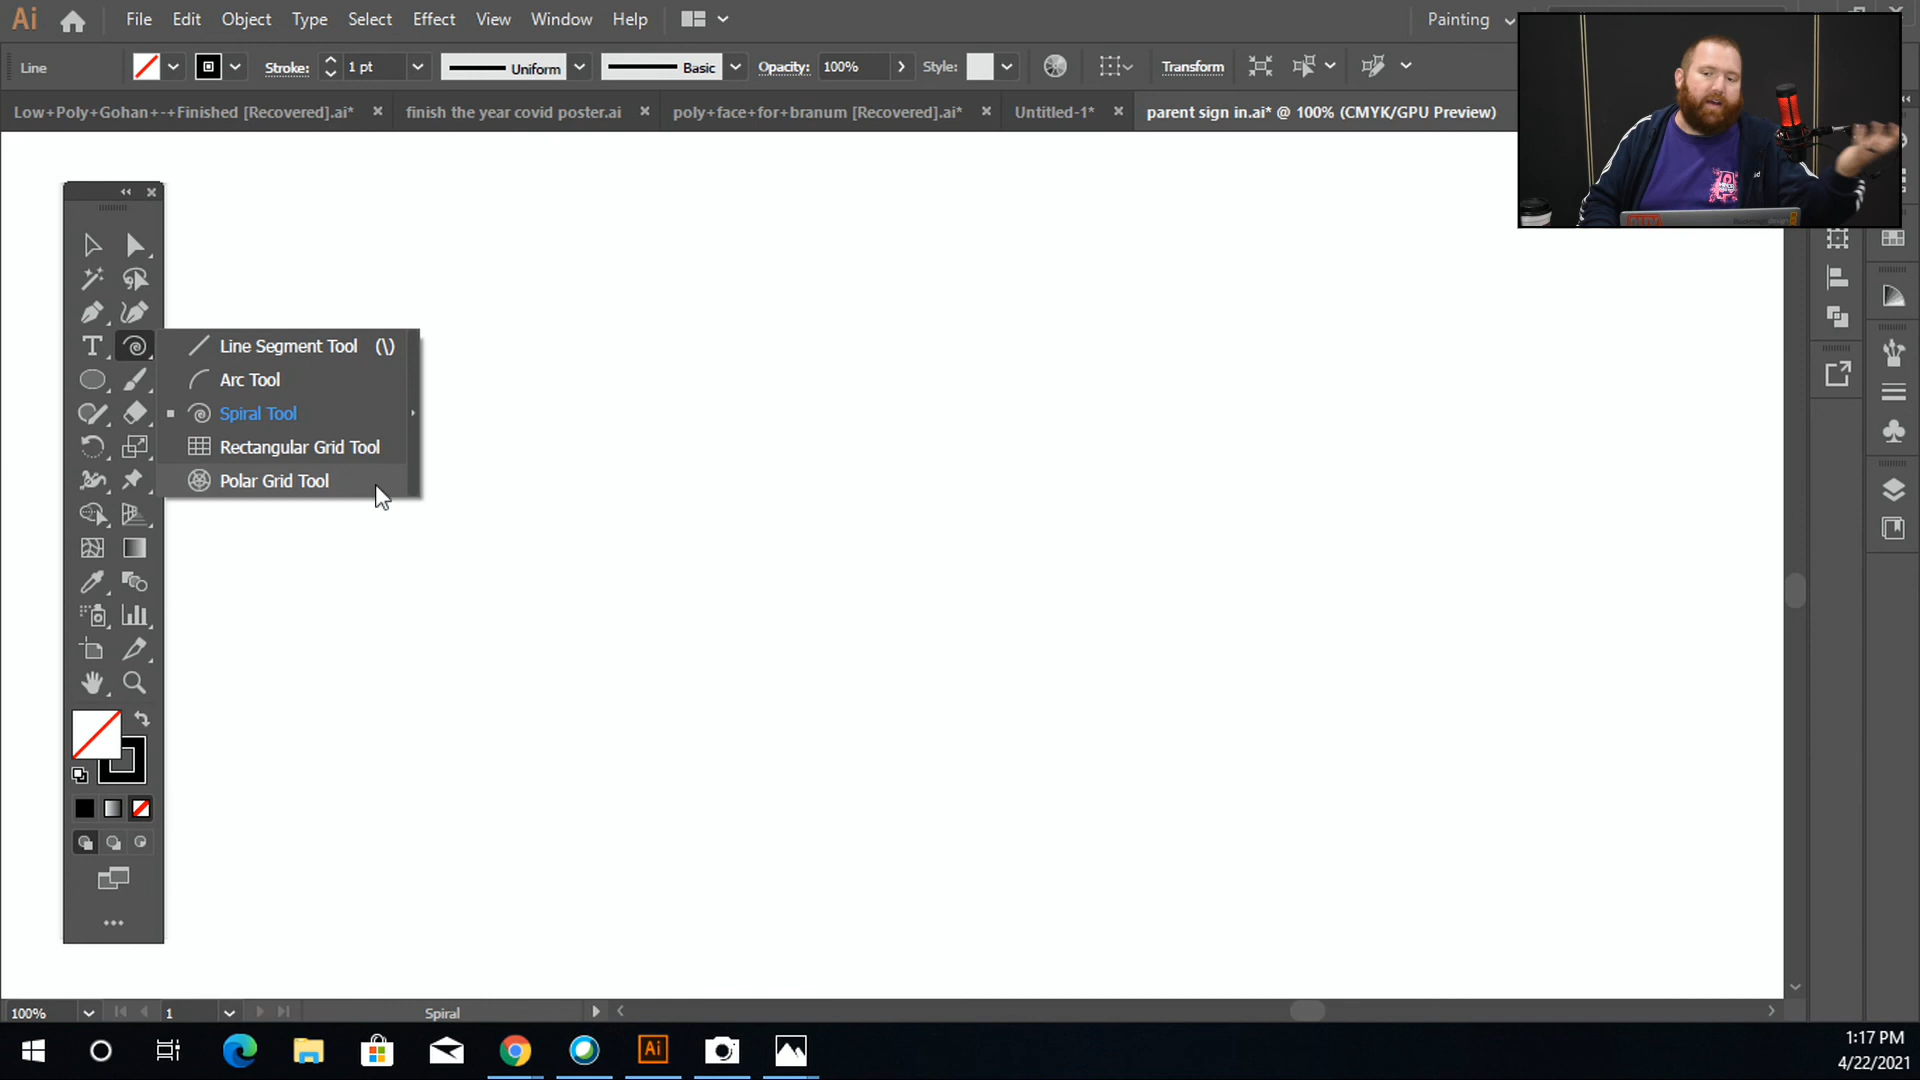 Ai File Edit Object Type Select Effect View Window Help Painting
Line Stroke: 1 pt Uniform Basic Opacity: 100% Style: Transform
Low+Poly+Gohan+-+Finished [Recovered].ai* finish the year covid poster.ai poly+face+for+branum [Recovered].ai* Untitled-1* parent sign in.ai* @ 100% (CMYK/GPU Preview)
Line Segment Tool (\)
Arc Tool
Spiral Tool
Rectangular Grid Tool
Polar Grid Tool
100% 1 Spiral
Ai 1:17 PM
4/22/2021